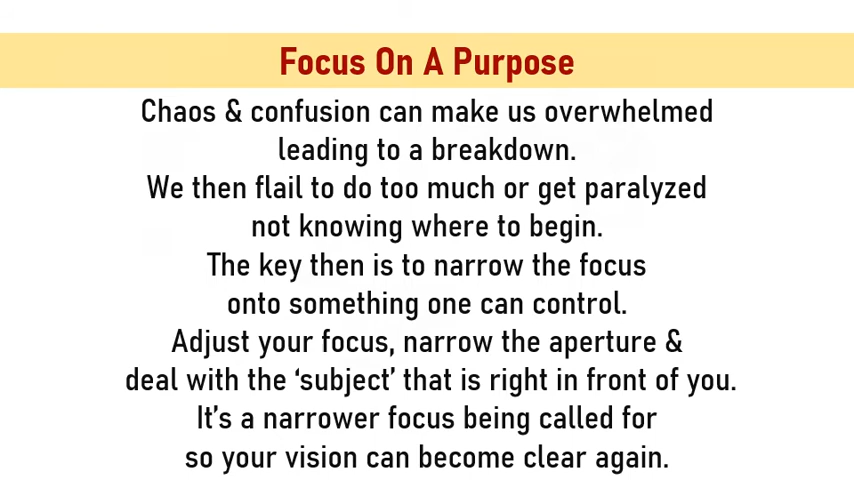 Focus On A Purpose
Chaos & confusion can make us overwhelmed
leading to a breakdown.
We then flail to do too much or get paralyzed
not knowing where to begin.
The key then is to narrow the focus
onto something one can control.
Adjust your focus, narrow the aperture &
deal with the ‘subject’ that is right in front of you.
It’s a narrower focus being called for
so your vision can become clear again.